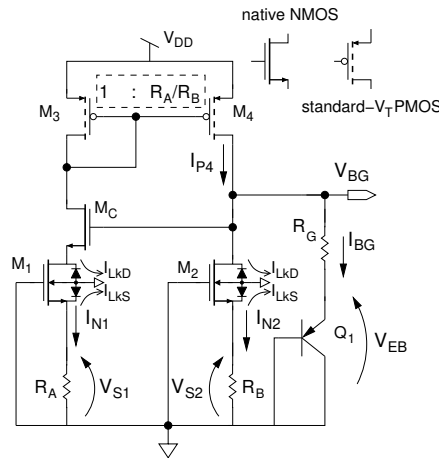 native NMOS
V_DD
standard–V_T PMOS
1 : R_A/R_B
M_3
M_4
I_P4
V_BG
M_C
R_G
I_BG
M_1
I_LkD
I_LkS
M_2
I_LkD
I_LkS
I_N1
I_N2
Q_1
V_EB
R_A
V_S1
V_S2
R_B